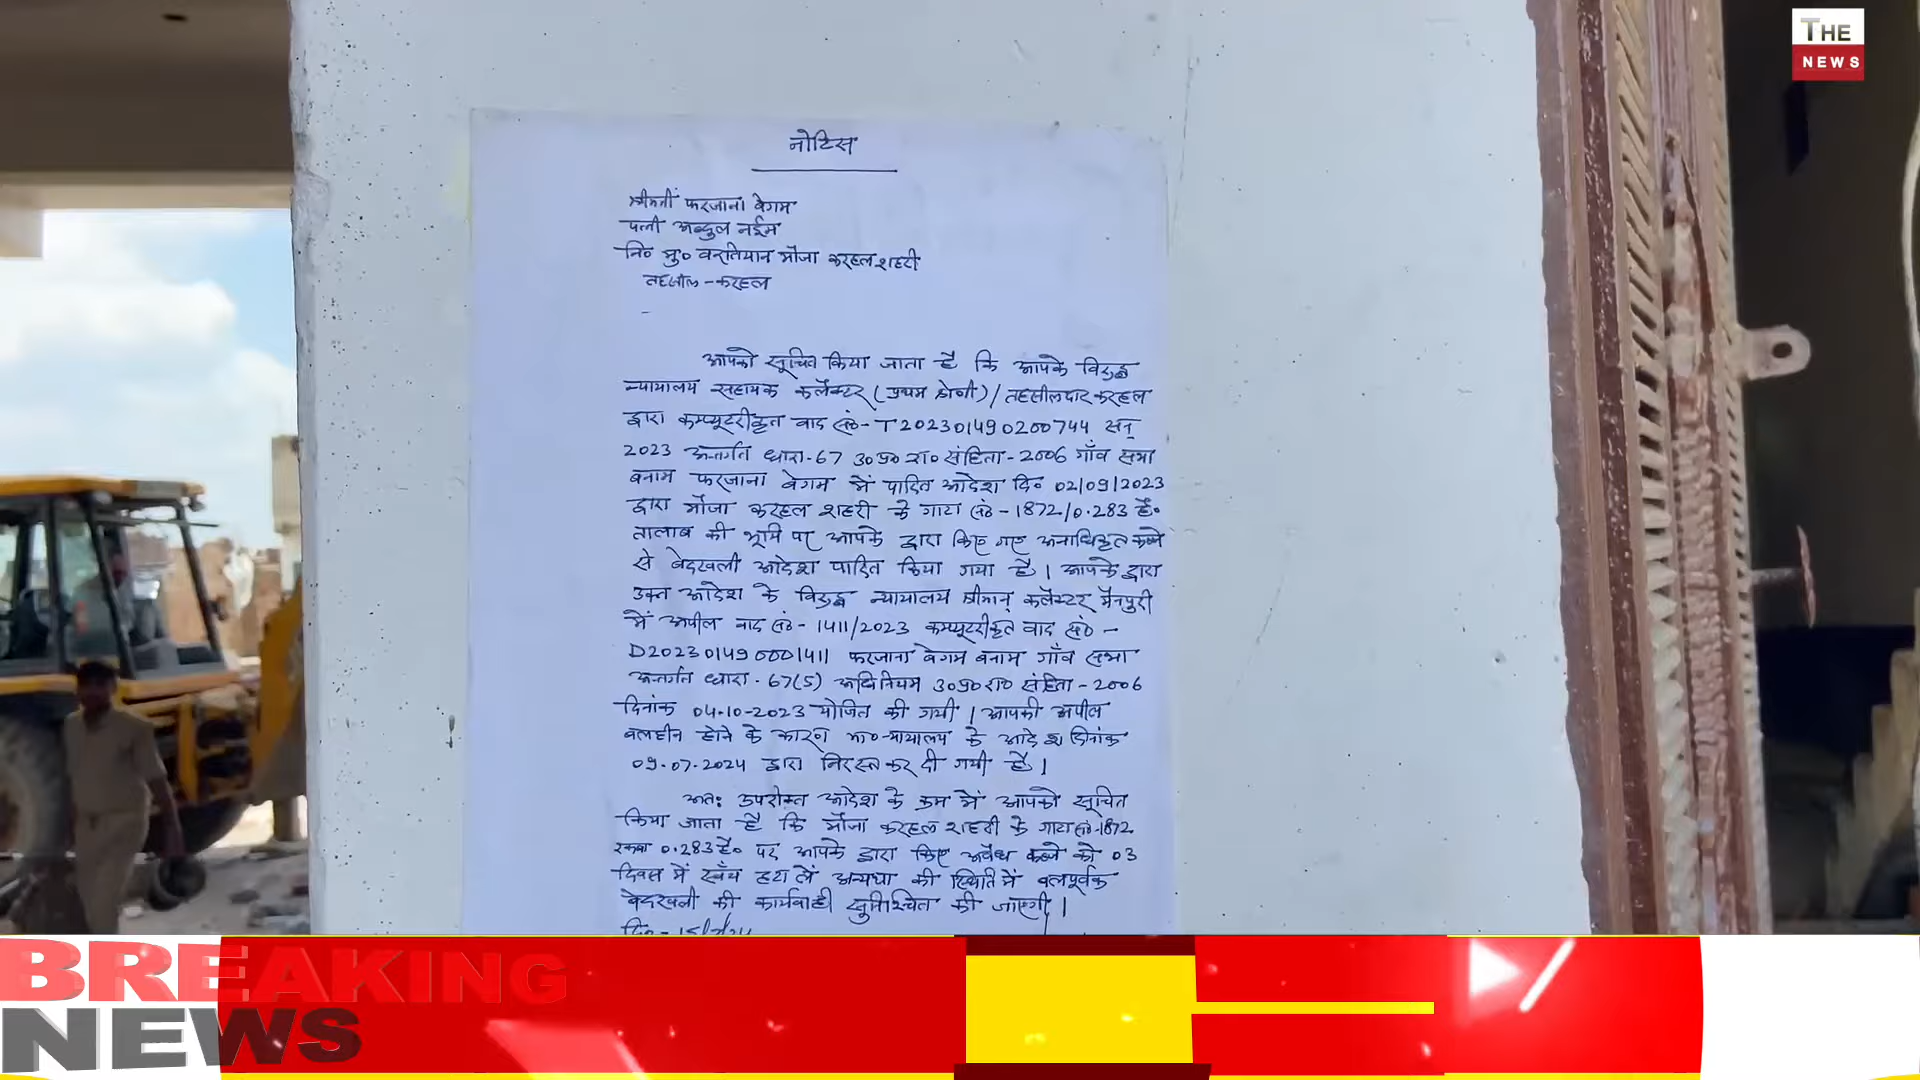 THE
NEWS
नोटिस
श्रीमती फरजाना बेगम
पत्नी अब्दुल नईम
नि० मु० वरतियान मौजा करहल शहरी
तहसील - करहल
आपको सूचित किया जाता है कि आपके विरुद्ध
न्यायालय सहायक कलेक्टर (प्रथम श्रेणी) / तहसीलदार करहल
द्वारा कम्प्यूटरीकृत वाद सं०- T202301490200744 सन्
2023 अन्तर्गत धारा-67 उ०प्र० रा० संहिता-2006 गाँव सभा
बनाम फरजाना बेगम में पारित आदेश दि० 02/09/2023
द्वारा मौजा करहल शहरी के गाटा सं०-1872/0.283 है०
तालाब की भूमि पर आपके द्वारा किए गए अनाधिकृत कब्जे
से बेदखली आदेश पारित किया गया है। आपके द्वारा
उक्त आदेश के विरुद्ध न्यायालय श्रीमान् कलेक्टर मैनपुरी
में अपील वाद सं०- 1411/2023 कम्प्यूटरीकृत वाद सं०-
D202301490001411 फरजाना बेगम बनाम गाँव सभा
अन्तर्गत धारा-67(5) अधिनियम उ०प्र०रा० संहिता-2006
दिनांक 04-10-2023 योजित की गयी। आपकी अपील
बलहीन होने के कारण मा०न्यायालय के आदेश दिनांक
09.07.2024 द्वारा निरस्त कर दी गयी है।
अतः उपरोक्त आदेश के क्रम में आपको सूचित
किया जाता है कि मौजा करहल शहरी के गाटा सं०-1872
रकबा 0.283 है० पर आपके द्वारा किए अवैध कब्जे को 03
दिवस में स्वँय हटा लें अन्यथा की स्थिति में बलपूर्वक
बेदखली की कार्यवाही सुनिश्चित की जाएगी।
BREAKING
NEWS